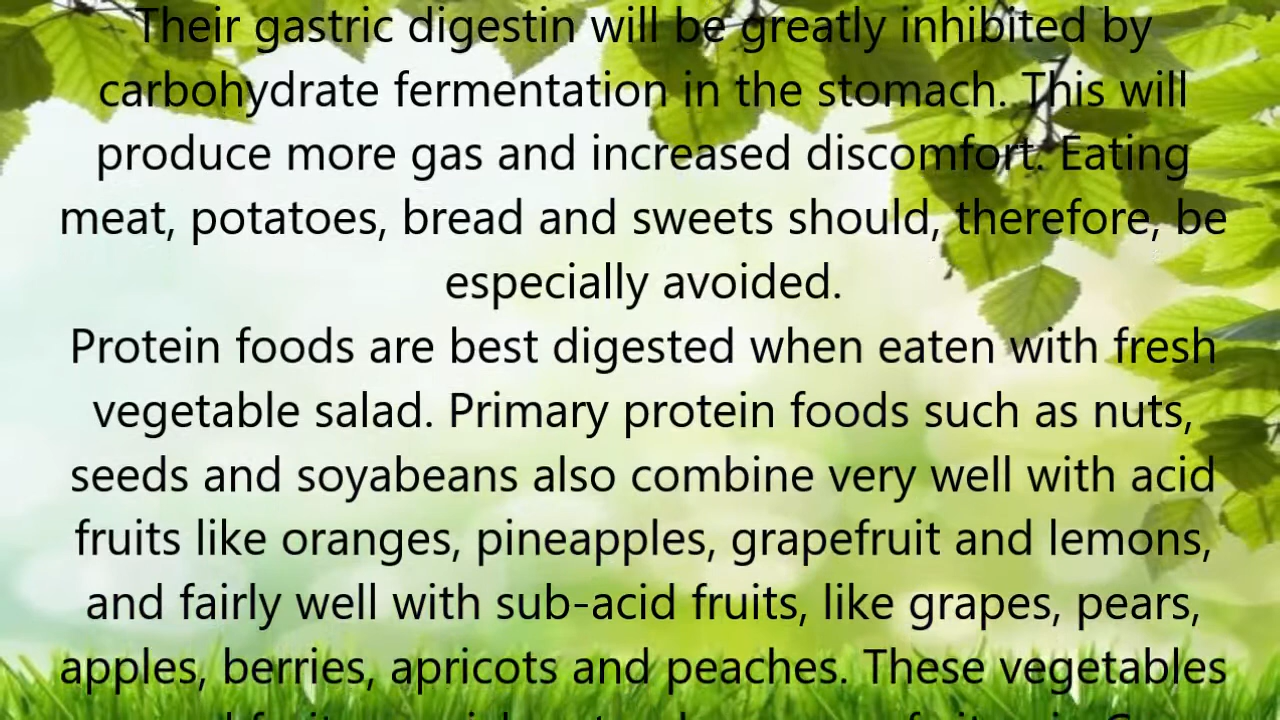 Their gastric digestin will be greatly inhibited by
carbohydrate fermentation in the stomach. This will
produce more gas and increased discomfort. Eating
meat, potatoes, bread and sweets should, therefore, be
especially avoided.
Protein foods are best digested when eaten with fresh
vegetable salad. Primary protein foods such as nuts,
seeds and soyabeans also combine very well with acid
fruits like oranges, pineapples, grapefruit and lemons,
and fairly well with sub-acid fruits, like grapes, pears,
apples, berries, apricots and peaches. These vegetables